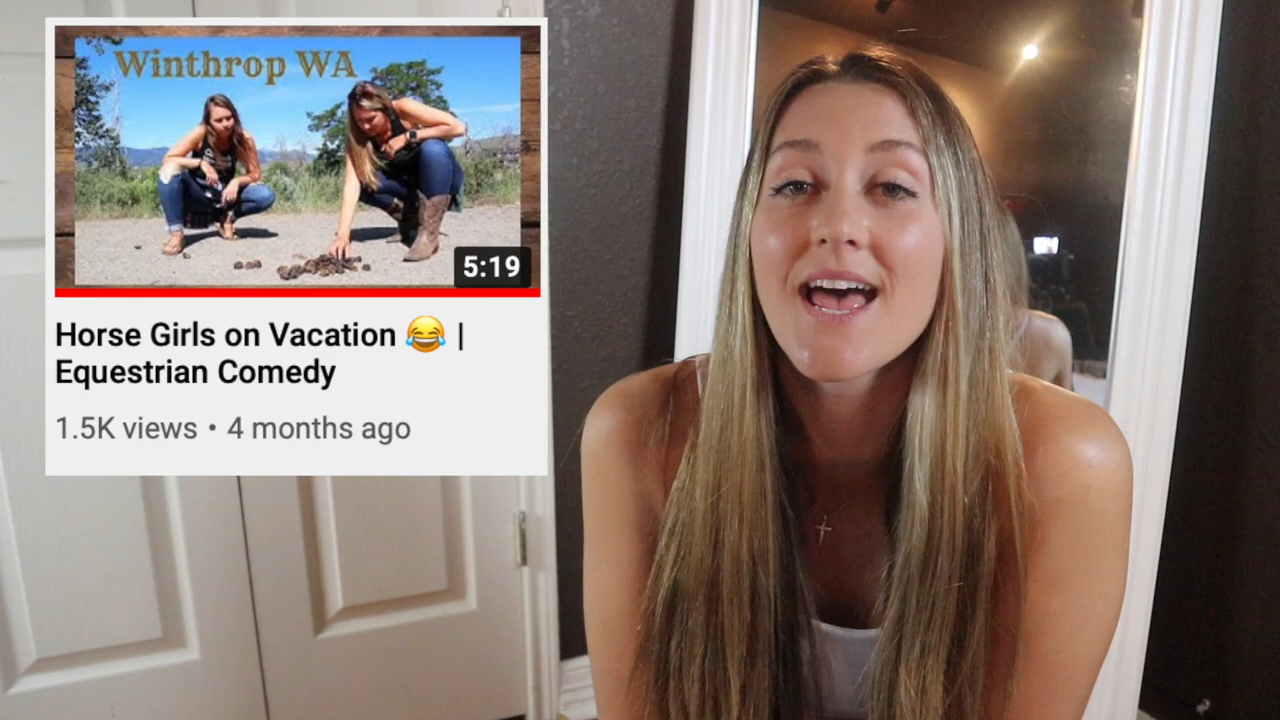 Winthrop WA
5:19
Horse Girls on Vacation 😂 |
Equestrian Comedy
1.5K views • 4 months ago